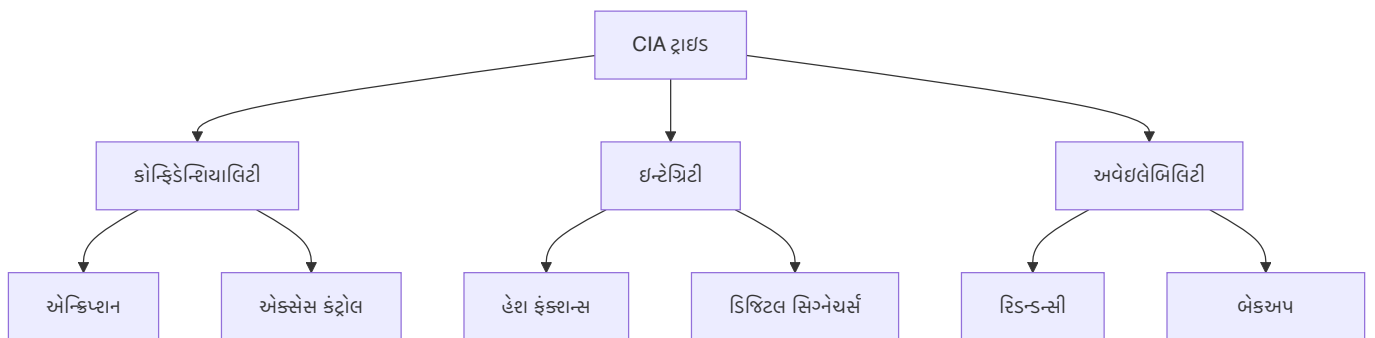 CIA ટ્રાઇડ
કોન્ફિડેન્શિયાલિટી
ઇન્ટેગ્રિટી
અવેઇલેબિલિટી
એન્ક્રિપ્શન
એક્સેસ કંટ્રોલ
હેશ ફંક્શન્સ
ડિજિટલ સિગ્નેચર્સ
રિડન્ડન્સી
બેકઅપ